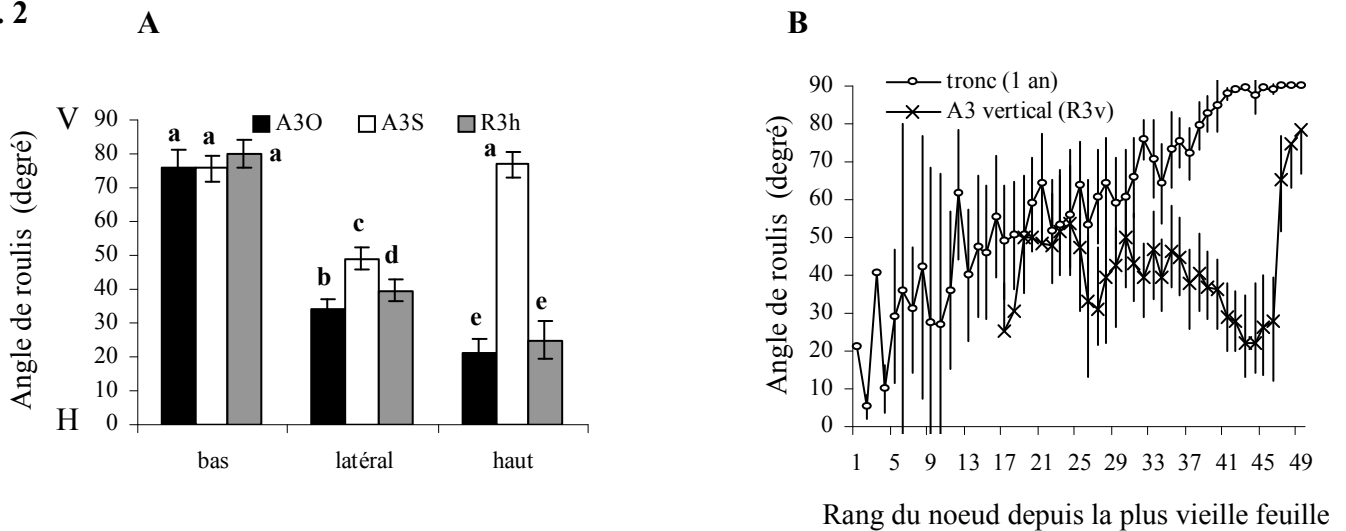 . 2
A
V
Angle de roulis (degré)
H
90
80
70
60
50
40
30
20
10
0
A3O A3S R3h
a a a
b c d
e a e
bas latéral haut
B
Angle de roulis (degré)
90
80
70
60
50
40
30
20
10
0
tronc (1 an)
A3 vertical (R3v)
1 5 9 13 17 21 25 29 33 37 41 45 49
Rang du noeud depuis la plus vieille feuille